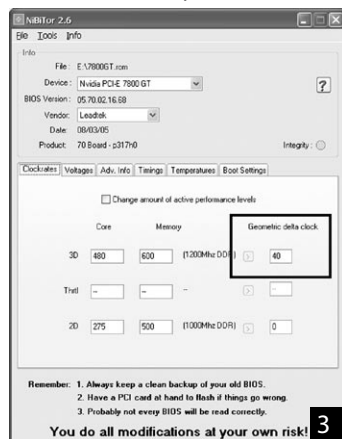 NiBiTor 2.6
File Tools Info
Info
File: E:\7800GT.rom
Device: Nvidia PCI-E 7800 GT
?
BIOS Version: 05.70.02.16.68
Vendor: Leadtek
Date: 08/03/05
Product: 70 Board - p317h0
Integrity:
Clockrates Voltages Adv. Info Timings Temperatures Boot Settings
Change amount of active performance levels
Core Memory Geometric delta clock
3D 480 600 (1200Mhz DDR) > 40
Thrtl - - - > -
2D 275 500 (1000Mhz DDR) > 0
Remember: 1. Always keep a clean backup of your old BIOS.
2. Have a PCI card at hand to flash if things go wrong.
3. Probably not every BIOS will be read correctly.
You do all modifications at your own risk!
3